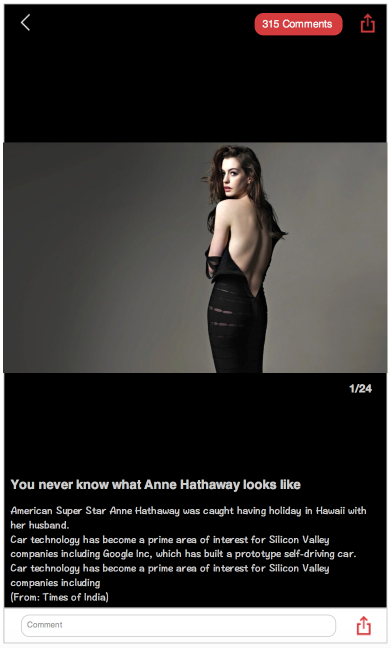 315 Comments
1/24
You never know what Anne Hathaway looks like
American Super Star Anne Hathaway was caught having holiday in Hawaii with
her husband.
Car technology has become a prime area of interest for Silicon Valley
companies including Google Inc, which has built a prototype self-driving car.
Car technology has become a prime area of interest for Silicon Valley
companies including
(From: Times of India)
Comment